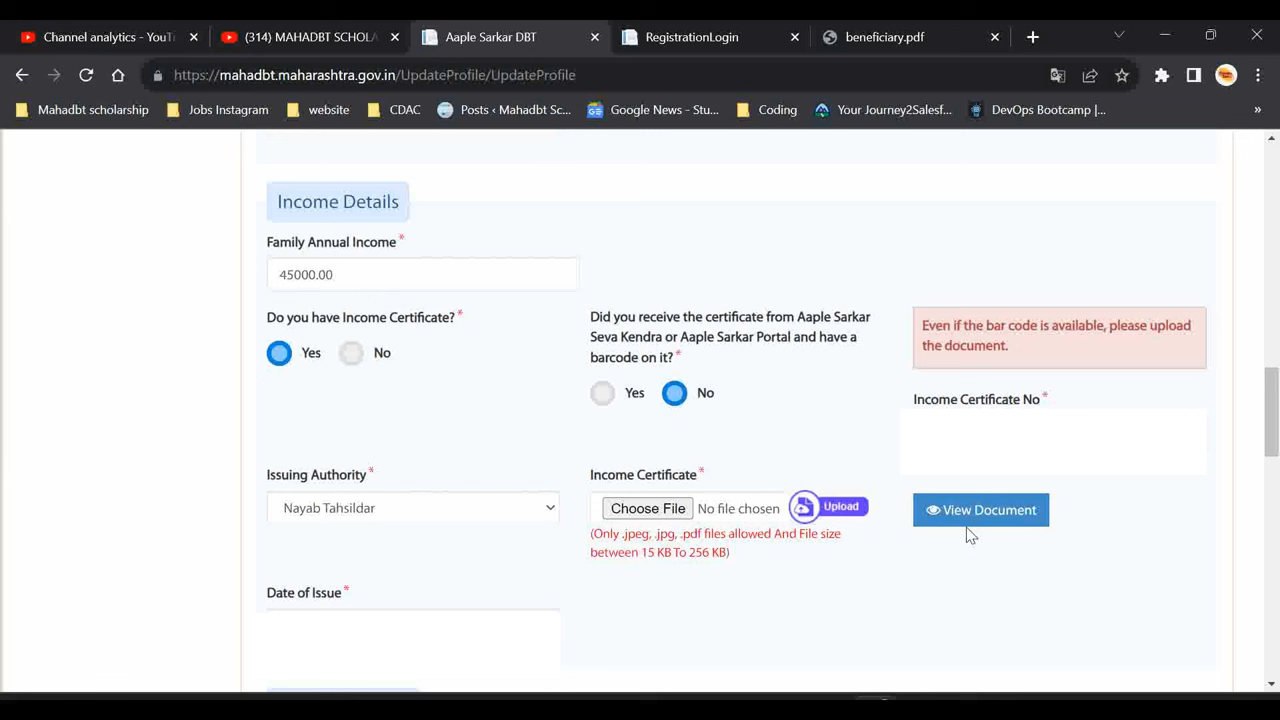 Channel analytics - YouT
(314) MAHADBT SCHOLA
Aaple Sarkar DBT
RegistrationLogin
beneficiary.pdf
https://mahadbt.maharashtra.gov.in/UpdateProfile/UpdateProfile
Mahadbt scholarship
Jobs Instagram
website
CDAC
Posts ‹ Mahadbt Sc...
Google News - Stu...
Coding
Your Journey2Salesf...
DevOps Bootcamp |...
»
Income Details
Family Annual Income *
45000.00
Do you have Income Certificate? *
Yes No
Did you receive the certificate from Aaple Sarkar
Seva Kendra or Aaple Sarkar Portal and have a
barcode on it? *
Yes No
Even if the bar code is available, please upload
the document.
Income Certificate No *
Issuing Authority *
Nayab Tahsildar
Income Certificate *
Choose File No file chosen Upload
(Only .jpeg, .jpg, .pdf files allowed And File size
between 15 KB To 256 KB)
View Document
Date of Issue *